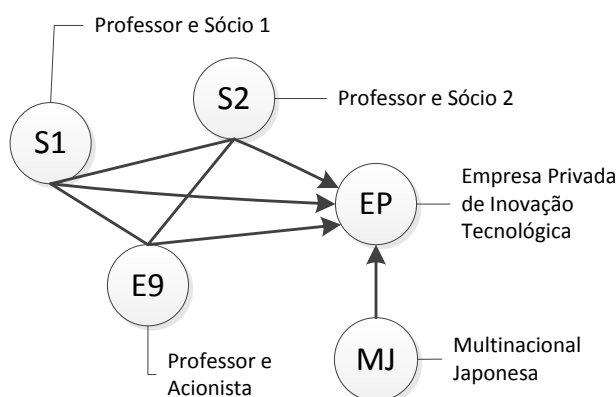 Professor e Sócio 1
S2
Professor e Sócio 2
S1
EP
Empresa Privada
de Inovação
Tecnológica
E9
Professor e
Acionista
MJ
Multinacional
Japonesa